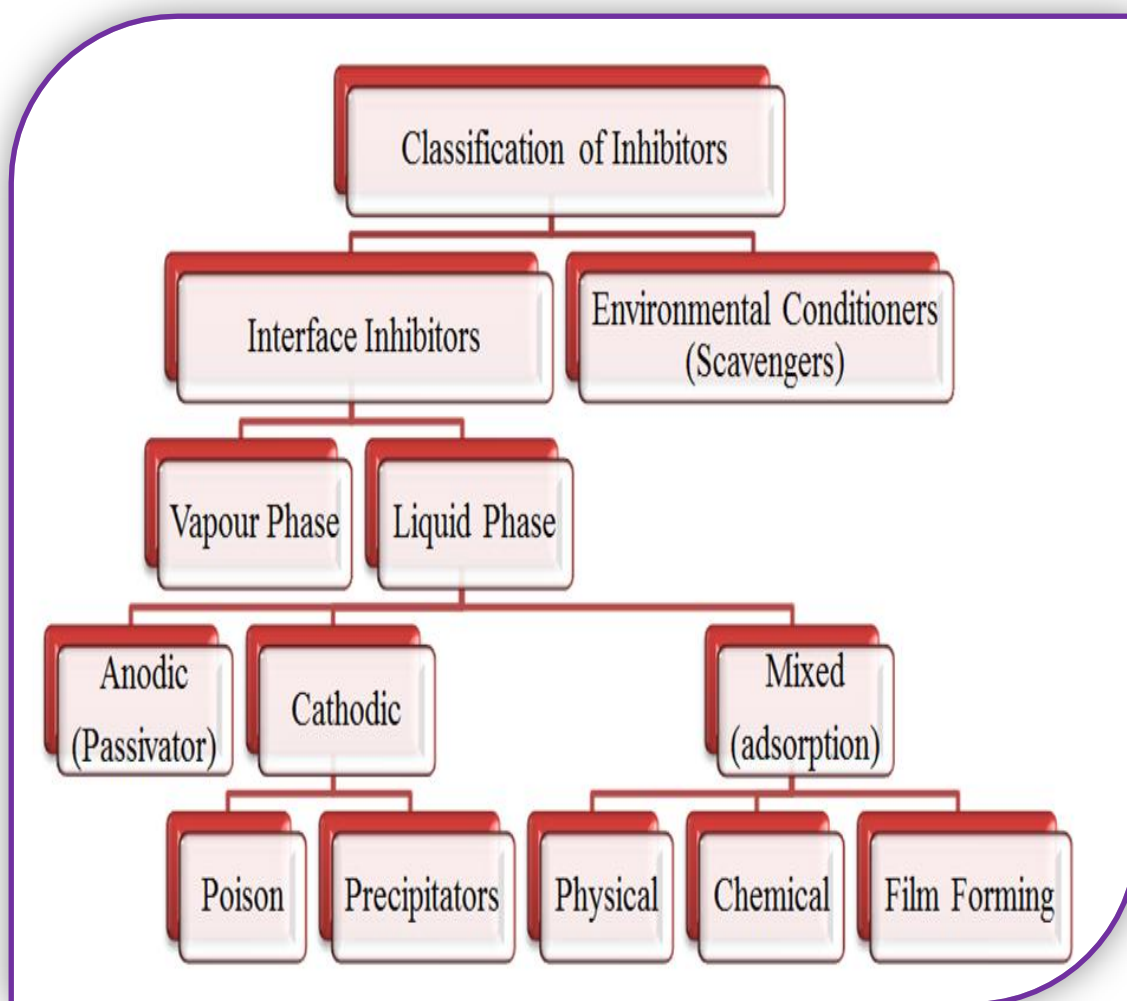 Classification of Inhibitors
Interface Inhibitors
Environmental Conditioners
(Scavengers)
Vapour Phase
Liquid Phase
Anodic
(Passivator)
Cathodic
Mixed
(adsorption)
Poison
Precipitators
Physical
Chemical
Film Forming